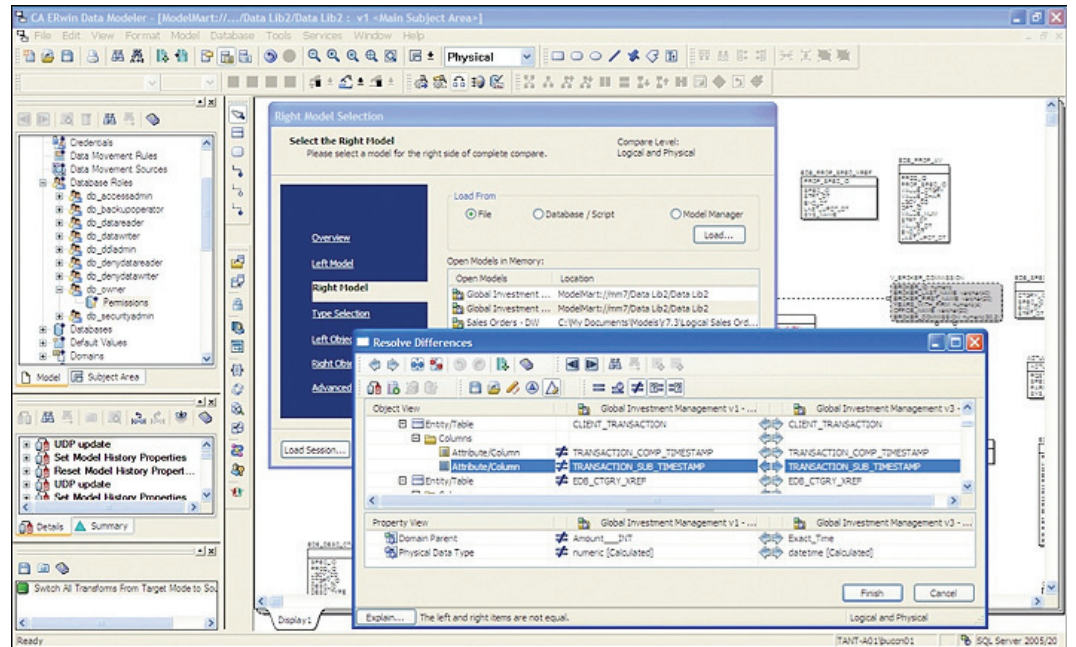 CA ERwin Data Modeler - [ModelMart://.../Data Lib2/Data Lib2 : v1 <Main Subject Area>]
File Edit View Format Model Database Tools Services Window Help
Physical
Credentials
Data Movement Rules
Data Movement Sources
Database Roles
db_accessadmin
db_backupoperator
db_datareader
db_datawriter
db_ddladmin
db_denydatareader
db_denydatawriter
db_owner
Permissions
db_securityadmin
Databases
Default Values
Domains
Model Subject Area
UDP update
Set Model History Properties
Reset Model History Propert...
UDP update
Set Model History Properties
Details Summary
Switch All Transforms From Target Mode to Sou
Right Model Selection
Select the Right Model
Please select a model for the right side of complete compare.
Compare Level:
Logical and Physical
Overview
Left Model
Right Model
Type Selection
Left Objec
Right Obje
Advanced
Load Session...
Load From
File Database / Script Model Manager
Load...
Open Models in Memory:
Open Models Location
Global Investment ... ModelMart://mm7/Data Lib2/Data Lib2
Global Investment ... ModelMart://mm7/Data Lib2/Data Lib2
Sales Orders - DW C:\My Documents\Models\r7.3\Logical Sales Ord...
Resolve Differences
Object View Global Investment Management v1 - ... Global Investment Management v3 -
Entity/Table CLIENT_TRANSACTION CLIENT_TRANSACTION
Columns
Attribute/Column TRANSACTION_COMP_TIMESTAMP TRANSACTION_COMP_TIMESTAMP
Attribute/Column TRANSACTION_SUB_TIMESTAMP TRANSACTION_SUB_TIMESTAMP
Entity/Table EDB_CTGRY_XREF EDB_CTGRY_XREF
Property View Global Investment Management v1 - ... Global Investment Management v3 - ...
Domain Parent Amount__INT Exact_Time
Physical Data Type numeric [Calculated] datetime [Calculated]
Finish Cancel
Explain... The left and right items are not equal. Logical and Physical
EDB_PROP_SPEC_XREF
V_BROKER_COMMISSION
Display1
Ready TANT-A01\buccn01 SQL Server 2005/20